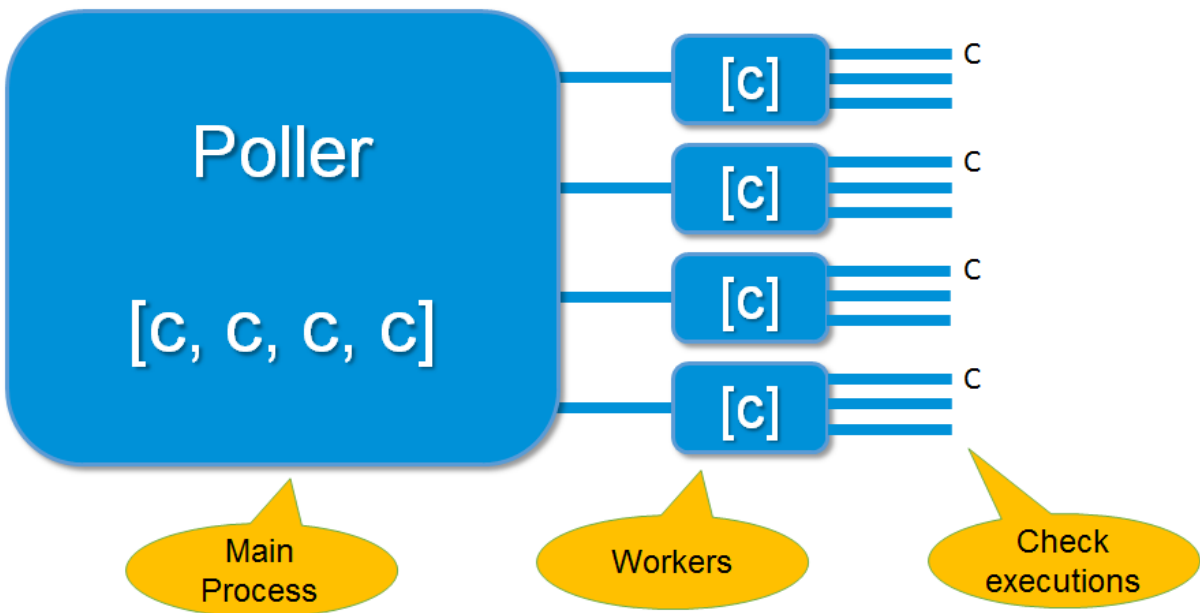 Poller
[c, c, c, c]
[c]
C
[c]
C
[c]
C
[c]
C
Main
Process
Workers
Check
executions